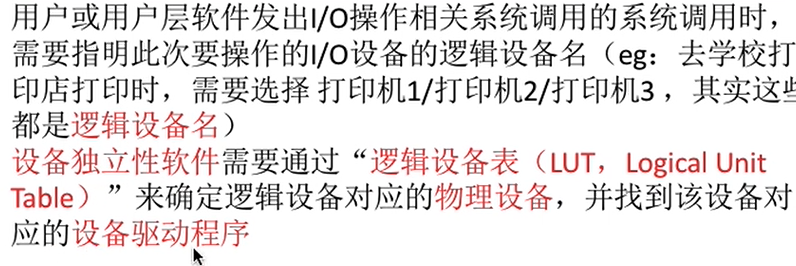 用户或用户层软件发出I/O操作相关系统调用的系统调用时，
需要指明此次要操作的I/O设备的逻辑设备名（eg：去学校打
印店打印时，需要选择 打印机1/打印机2/打印机3 ，其实这些
都是逻辑设备名）
设备独立性软件需要通过“逻辑设备表（LUT，Logical Unit
Table）”来确定逻辑设备对应的物理设备，并找到该设备对
应的设备驱动程序